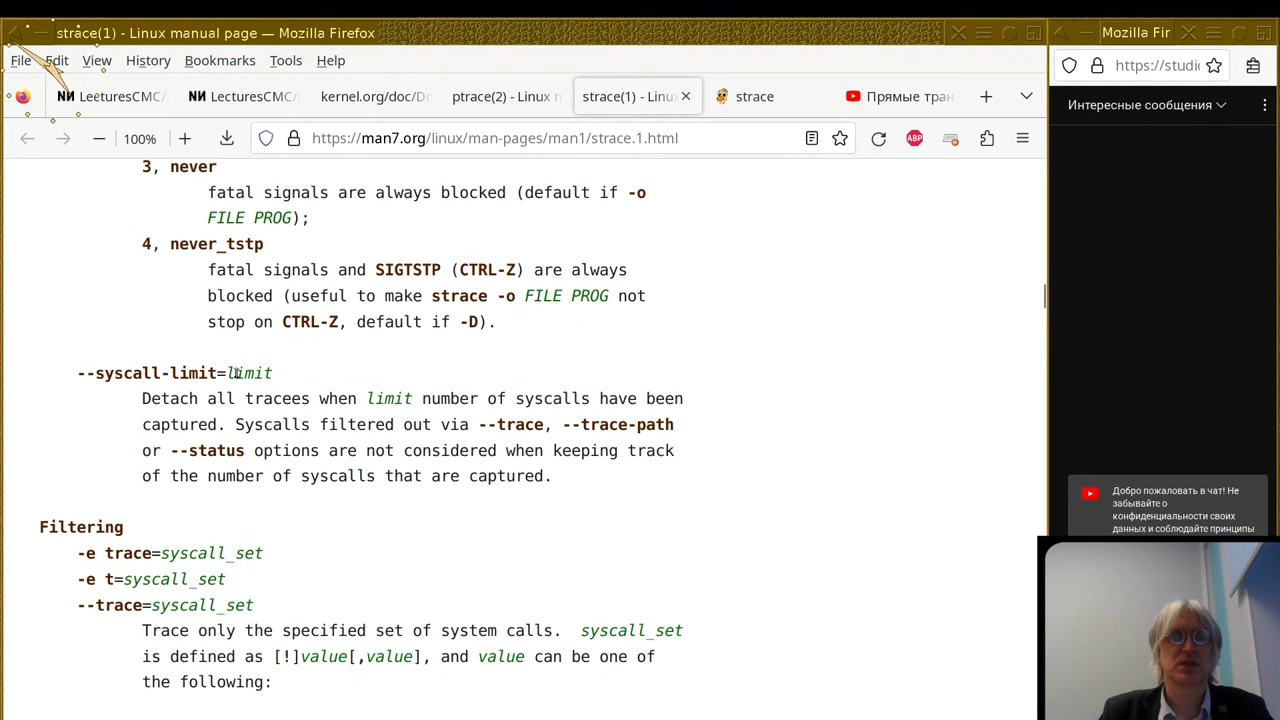 strace(1) - Linux manual page — Mozilla Firefox
Mozilla Fir
File Edit View History Bookmarks Tools Help
https://studio
LecturesCMC/
LecturesCMC/
kernel.org/doc/Do
ptrace(2) - Linux m
strace(1) - Linu
strace
Прямые тран
Интересные сообщения
100%
https://man7.org/linux/man-pages/man1/strace.1.html
ABP
3, never
fatal signals are always blocked (default if -o
FILE PROG);
4, never_tstp
fatal signals and SIGTSTP (CTRL-Z) are always
blocked (useful to make strace -o FILE PROG not
stop on CTRL-Z, default if -D).
--syscall-limit=limit
Detach all tracees when limit number of syscalls have been
captured. Syscalls filtered out via --trace, --trace-path
or --status options are not considered when keeping track
of the number of syscalls that are captured.
Filtering
-e trace=syscall_set
-e t=syscall_set
--trace=syscall_set
Trace only the specified set of system calls. syscall_set
is defined as [!]value[,value], and value can be one of
the following:
Добро пожаловать в чат! Не
забывайте о
конфиденциальности своих
данных и соблюдайте принципы